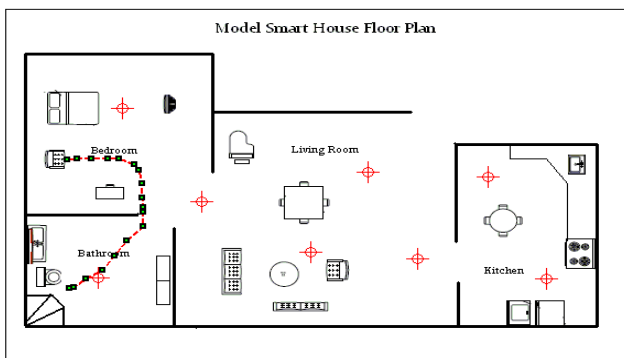 Model Smart House Floor Plan
Bedroom
Living Room
Bathroom
Kitchen